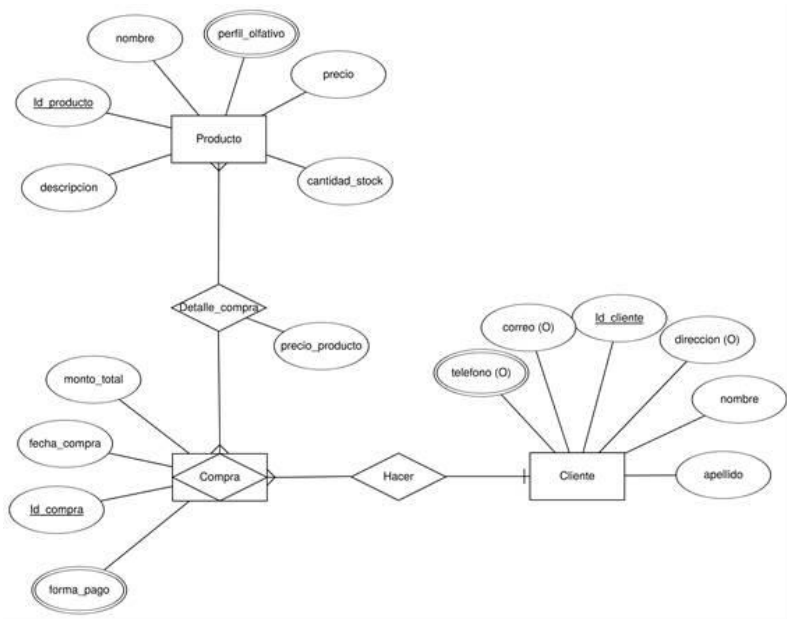 nombre
perfil_olfativo
precio
Id_producto
Producto
descripcion
cantidad_stock
Detalle_compra
precio_producto
correo (O)
Id_cliente
direccion (O)
telefono (O)
monto_total
nombre
fecha_compra
Compra
Hacer
Cliente
apellido
Id_compra
forma_pago